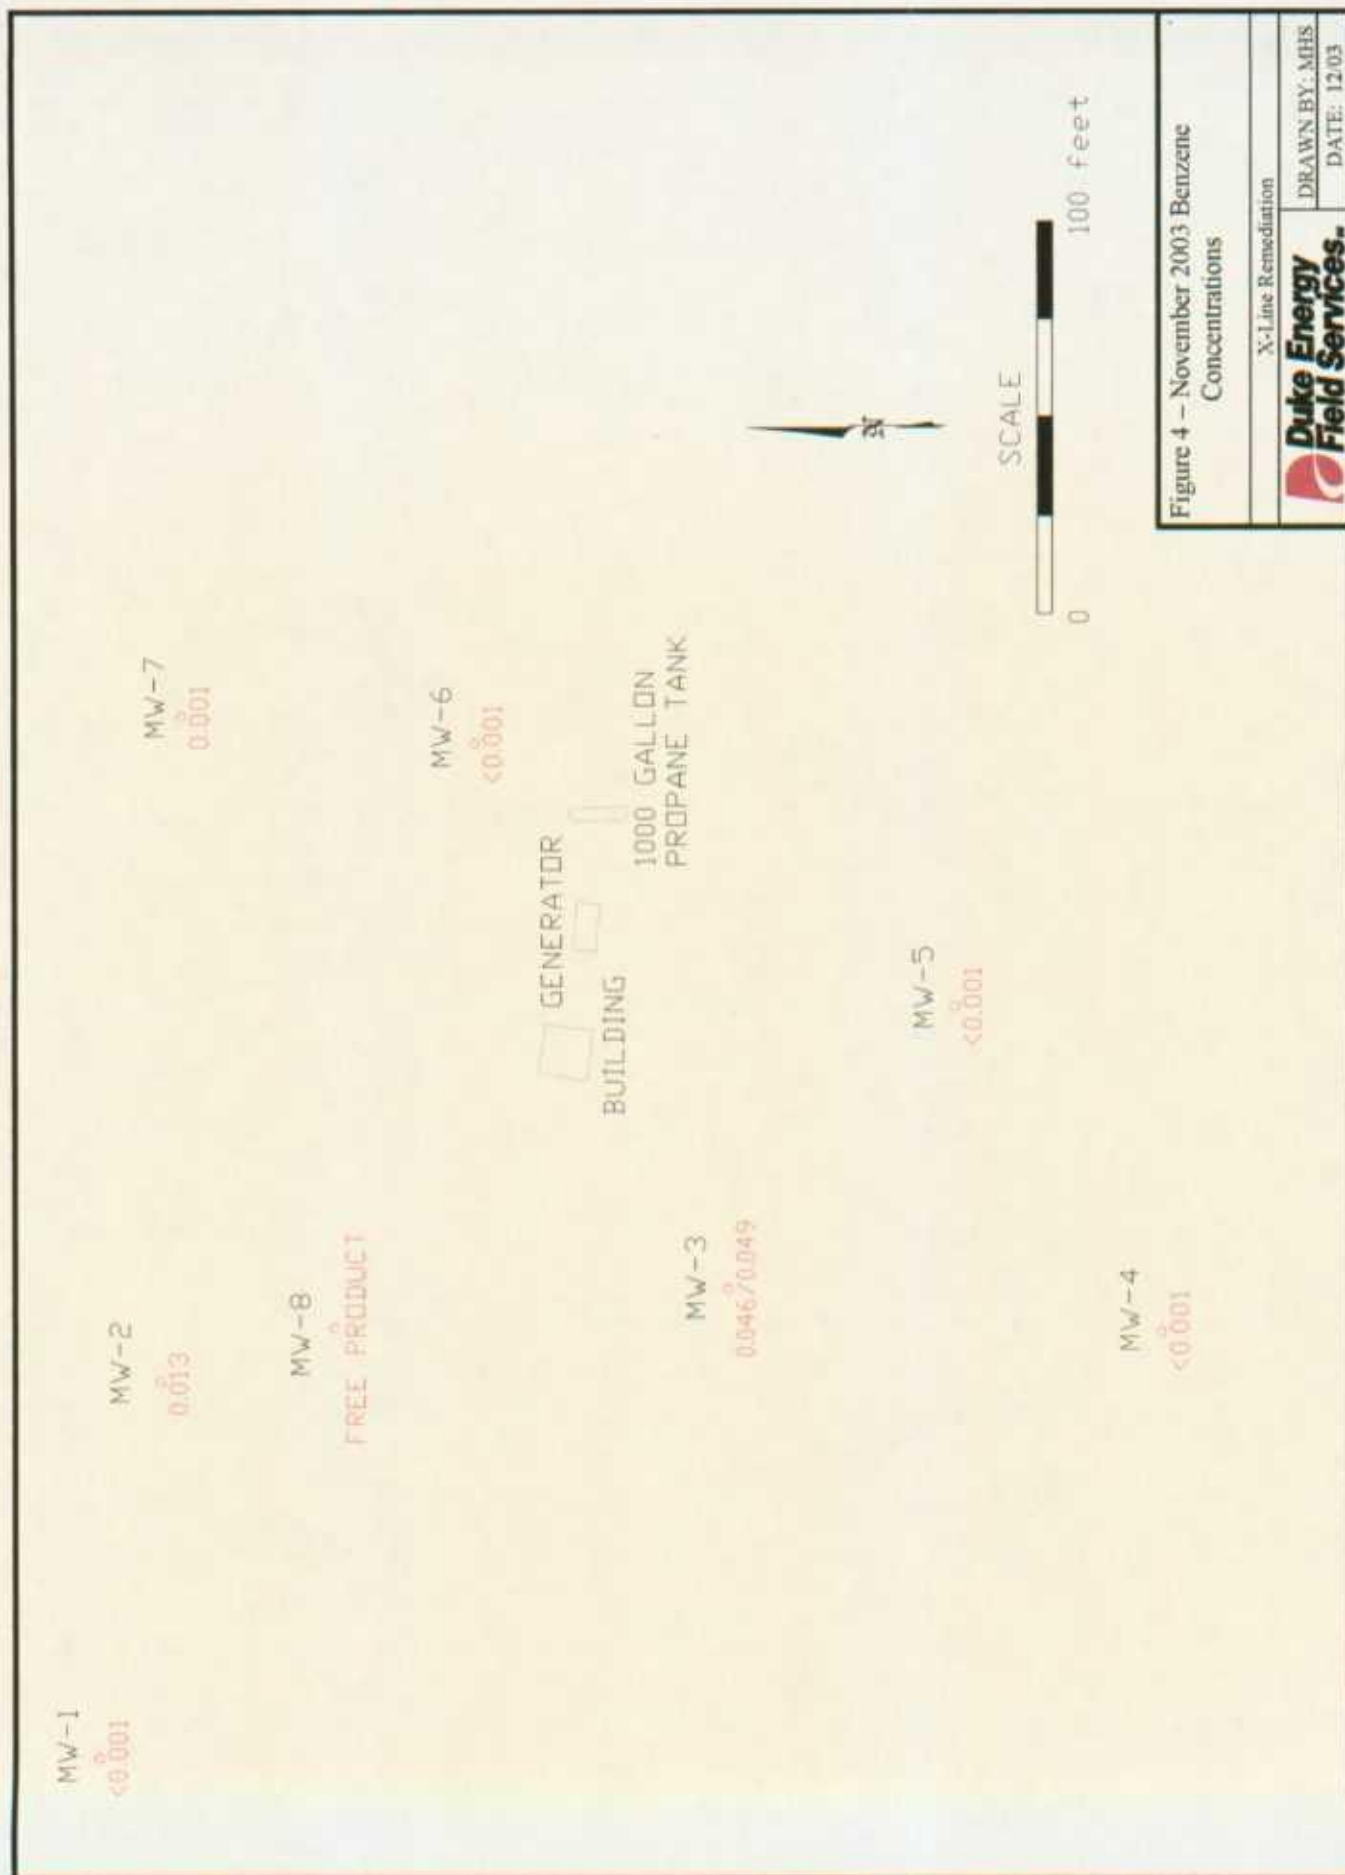 MW-1
<0.001
MW-2
0.013
MW-8
FREE PRODUCT
MW-7
0.001
MW-6
<0.001
GENERATOR
BUILDING
1000 GALLON
PROPANE TANK
MW-3
0.046/0.049
MW-5
<0.001
MW-4
<0.001
N
SCALE
0
100 feet
Figure 4 – November 2003 Benzene
Concentrations
X-Line Remediation
Duke Energy
Field Services
DRAWN BY: MHS
DATE: 12/03